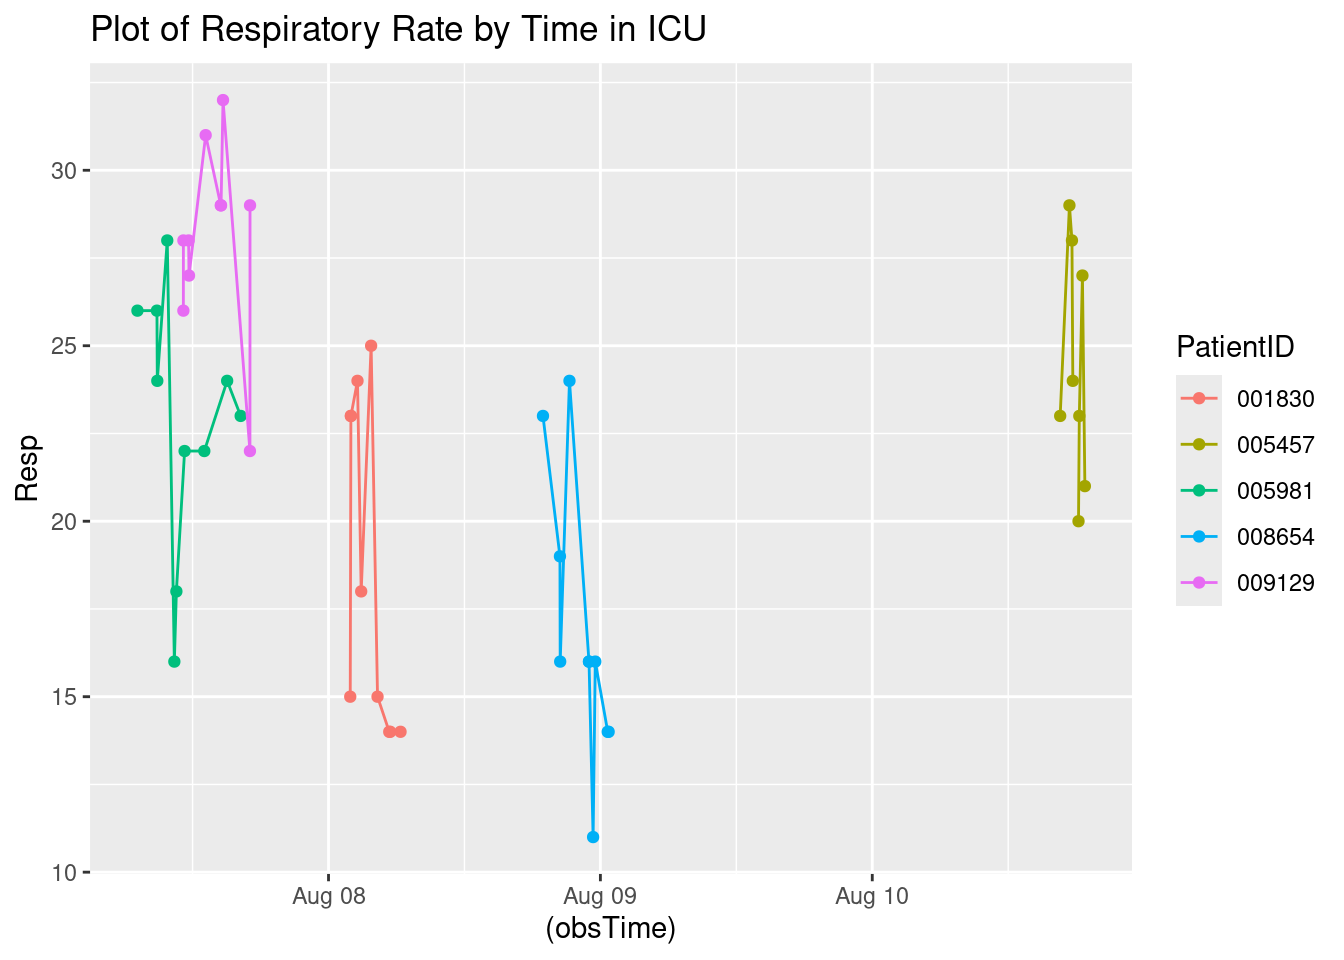 Plot of Respiratory Rate by Time in ICU
Resp
30
25
20
15
10
Aug 08
Aug 09
Aug 10
(obsTime)
PatientID
001830
005457
005981
008654
009129